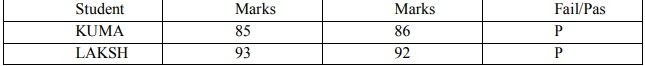 Student Marks Marks Fail/Pas
KUMA 85 86 P
LAKSH 93 92 P